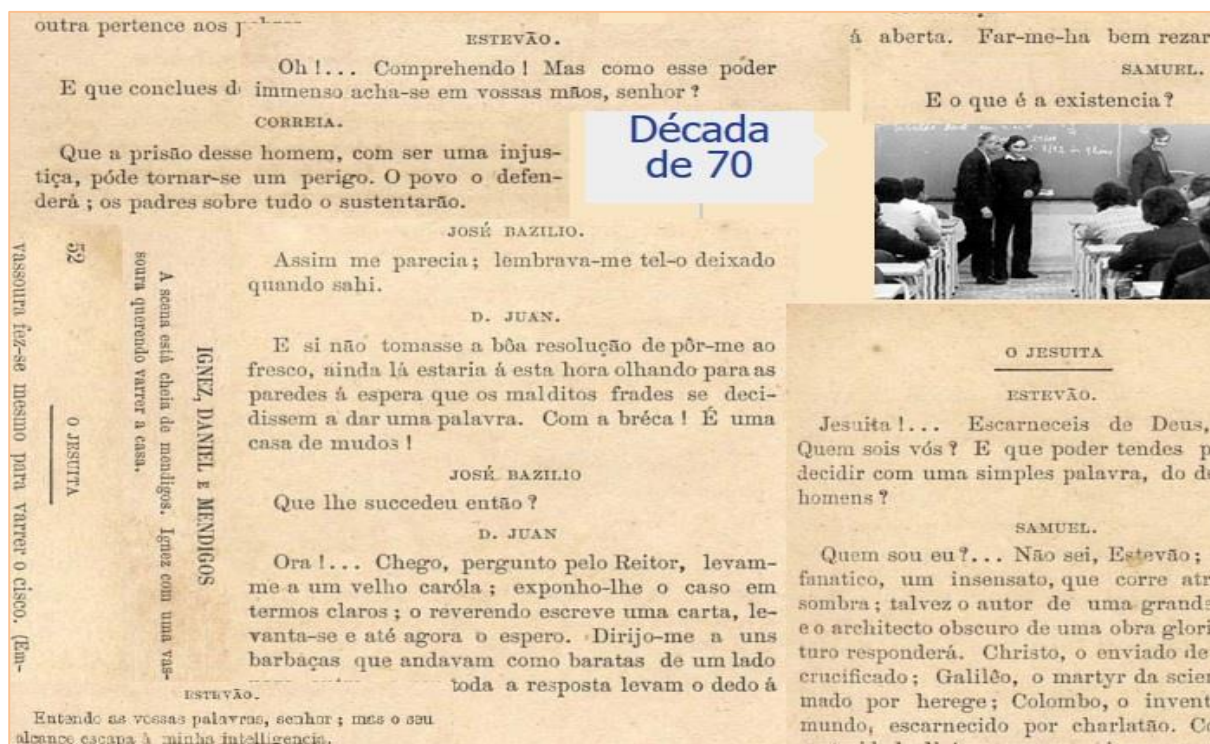 outra pertence aos
E que conclues
CORREIA.
Que a prisão desse homem, com ser uma injus-
tiça, póde tornar-se um perigo. O povo o defen-
derá ; os padres sobre tudo o sustentarão.
ESTEVÃO.
Oh !... Comprehendo ! Mas como esse poder
immenso acha-se em vossas mãos, senhor ?
Década
de 70
á aberta. Far-me-ha bem rezar
SAMUEL.
E o que é a existencia ?
JOSÉ BAZILIO.
Assim me parecia; lembrava-me tel-o deixado
quando sahi.
D. JUAN.
E si não tomasse a bôa resolução de pôr-me ao
fresco, ainda lá estaria á esta hora olhando para as
paredes á espera que os malditos frades se deci-
dissem a dar uma palavra. Com a bréca ! É uma
casa de mudos !
JOSÉ BAZILIO
Que lhe succedeu então ?
D. JUAN
Ora !... Chego, pergunto pelo Reitor, levam-
me a um velho caróla ; exponho-lhe o caso em
termos claros ; o reverendo escreve uma carta, le-
vanta-se e até agora o espero. Dirijo-me a uns
barbaças que andavam como baratas de um lado
toda a resposta levam o dedo á
52
O JESUITA
IGNEZ, DANIEL E MENDIGOS
A scena está cheia de mendigos. Ignez com uma vas-
soura querendo varrer a casa.
vassoura fez-se mesmo para varrer o cisco. (Em-
ESTEVÃO.
Entendo as vossas palavras, senhor ; mas o seu
alcance escapa á minha intelligencia.
O JESUITA
ESTEVÃO.
Jesuita !... Escarneceis de Deus,
Quem sois vós ? E que poder tendes
decidir com uma simples palavra, do
homens ?
SAMUEL.
Quem sou eu ?... Não sei, Estevão ;
fanatico, um insensato, que corre
sombra ; talvez o autor de uma
e o architecto obscuro de uma obra
turo responderá. Christo, o enviado de
crucificado ; Galilêo, o martyr da
mado por herege ; Colombo, o
mundo, escarnecido por charlatão.